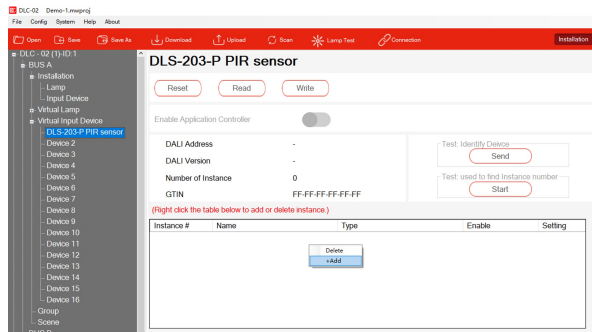 DLC-02 Demo-1.mwproj
File Config System Help About
Open Save Save As Download Upload Scan Lamp Test Connection Installation
DLC - 02 (1)-ID:1
BUS A
Installation
Lamp
Input Device
Virtual Lamp
Virtual Input Device
DLS-203-P PIR sensor
Device 2
Device 3
Device 4
Device 5
Device 6
Device 7
Device 8
Device 9
Device 10
Device 11
Device 12
Device 13
Device 14
Device 15
Device 16
Group
Scene
BUS B
DLS-203-P PIR sensor
Reset Read Write
Enable Application Controller
DALI Address -
DALI Version -
Number of Instance 0
GTIN FF-FF-FF-FF-FF-FF
Test: Identify Deivce
Send
Test: used to find Instance number
Start
(Right click the table below to add or delete instance.)
Instance # Name Type Enable Setting
Delete
+Add